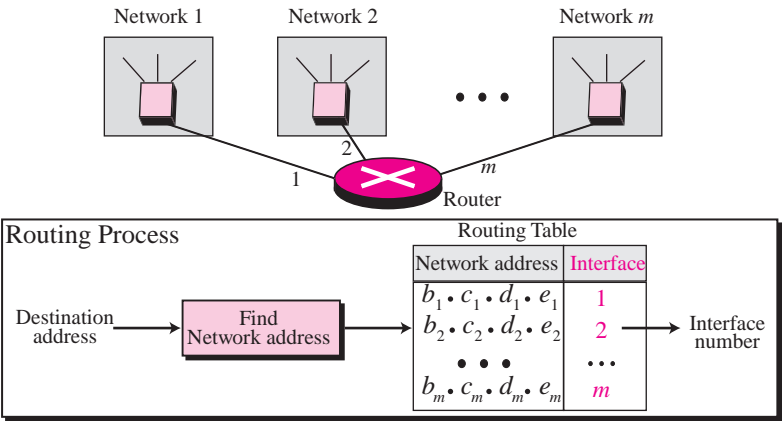 Network 1
Network 2
Network m
• • •
1
2
m
Router
Routing Process
Routing Table
Network address Interface
b₁ . c₁ . d₁ . e₁ 1
b₂ . c₂ . d₂ . e₂ 2
• • • • • •
bₘ . cₘ . dₘ . eₘ m
Destination
address
Find
Network address
Interface
number